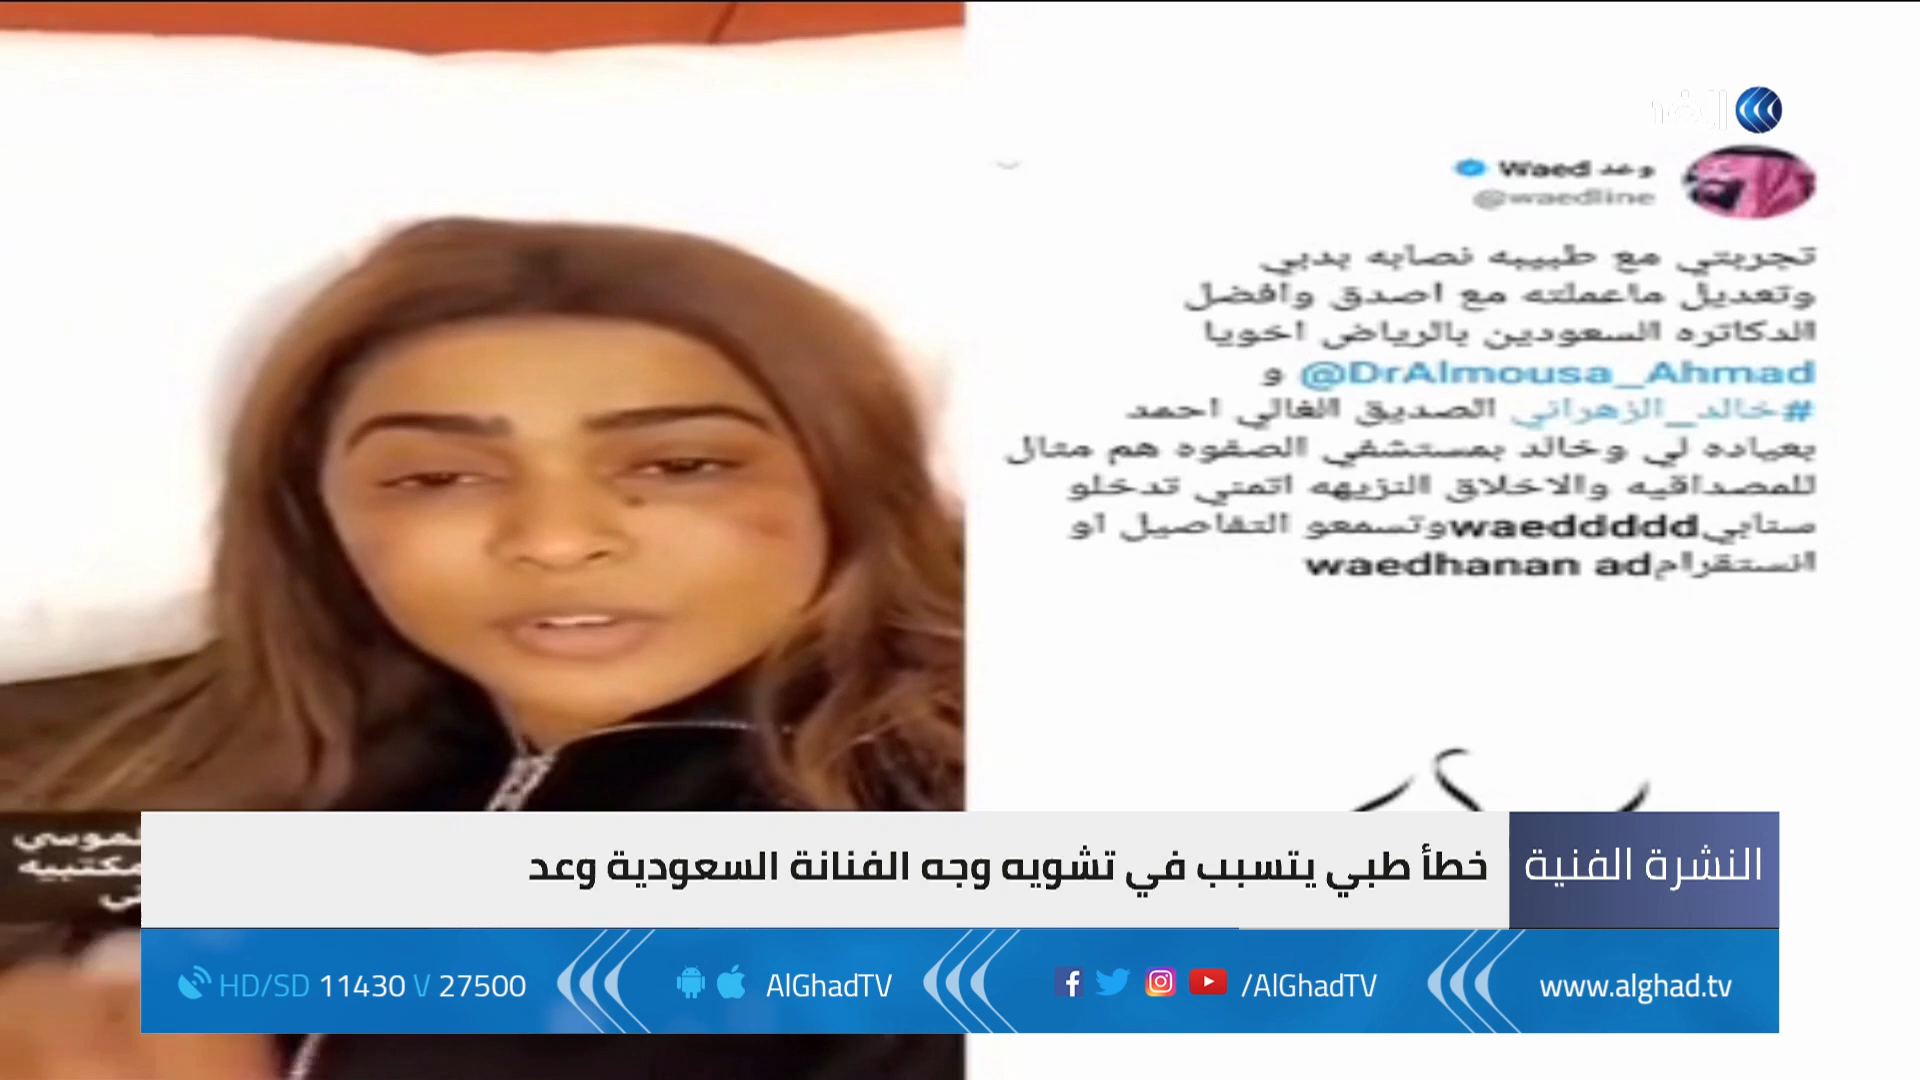 الغد
وعد Waed
@waedline
تجربتي مع طبيبه نصابه بدبي
وتعديل ماعملته مع اصدق وافضل
الدكاتره السعودين بالرياض اخويا
@DrAlmousa_Ahmad و
#خالد_الزهراني الصديق الغالي احمد
بعياده لي وخالد بمستشفي الصفوه هم مثال
للمصداقيه والاخلاق النزيهه اتمني تدخلو
سنابي waedddddd وتسمعو التفاصيل او
انستقرام waedhanan ad
النشرة الفنية
خطأ طبي يتسبب في تشويه وجه الفنانة السعودية وعد
HD/SD 11430 V 27500
AlGhadTV
/AlGhadTV
www.alghad.tv